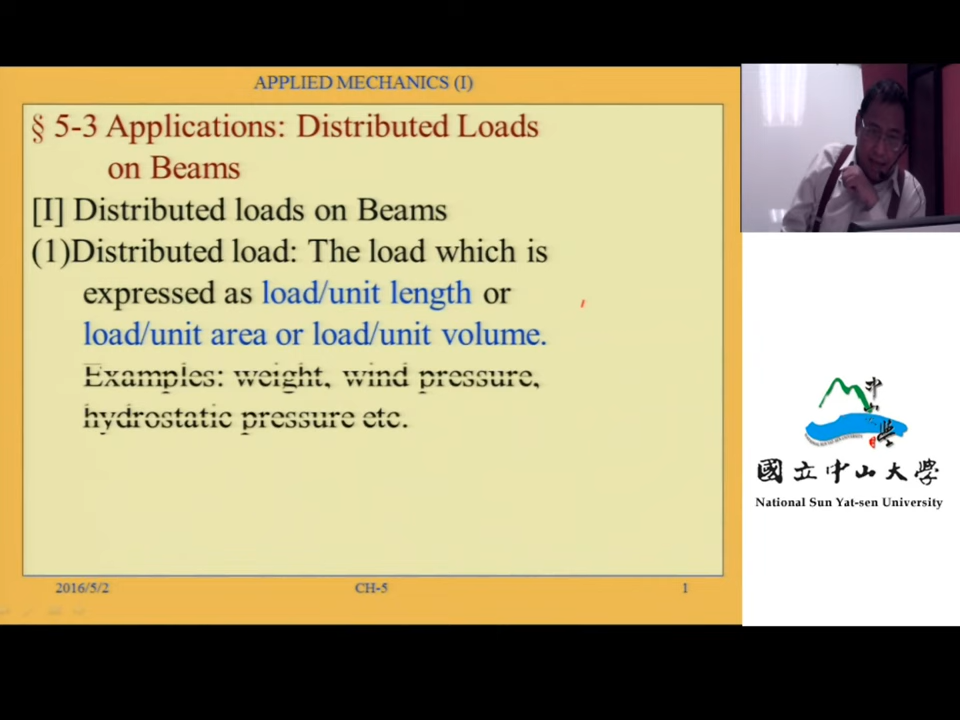 APPLIED MECHANICS (I)
§ 5-3 Applications: Distributed Loads
on Beams
[I] Distributed loads on Beams
(1)Distributed load: The load which is
expressed as load/unit length or
load/unit area or load/unit volume.
Examples: weight, wind pressure,
hydrostatic pressure etc.
2016/5/2
CH-5
1
國立中山大學
National Sun Yat-sen University